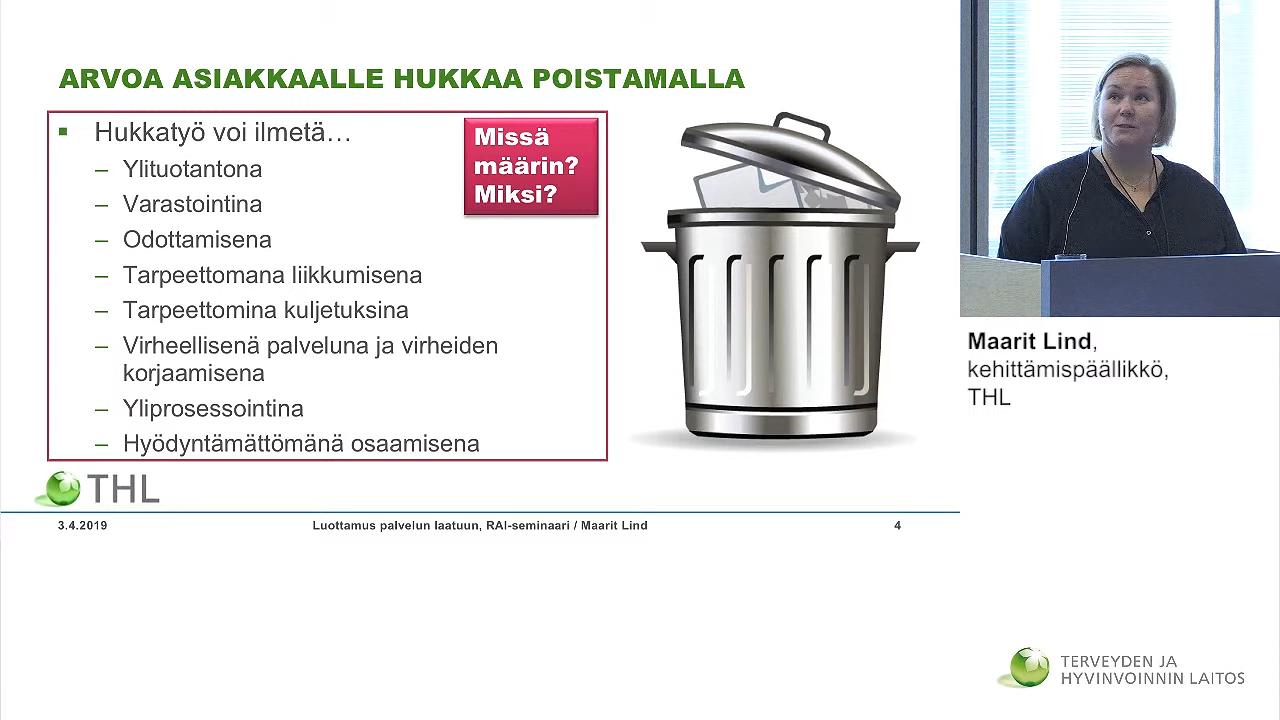 ARVOA ASIAKKAALLE HUKKAA POISTAMALLA
▪ Hukkatyö voi ilmetä…
– Ylituotantona
– Varastointina
– Odottamisena
– Tarpeettomana liikkumisena
– Tarpeettomina kuljetuksina
– Virheellisenä palveluna ja virheiden
korjaamisena
– Yliprosessointina
– Hyödyntämättömänä osaamisena
Missä
määrin?
Miksi?
THL
3.4.2019
Luottamus palvelun laatuun, RAI-seminaari / Maarit Lind
4
Maarit Lind,
kehittämispäällikkö,
THL
TERVEYDEN JA
HYVINVOINNIN LAITOS